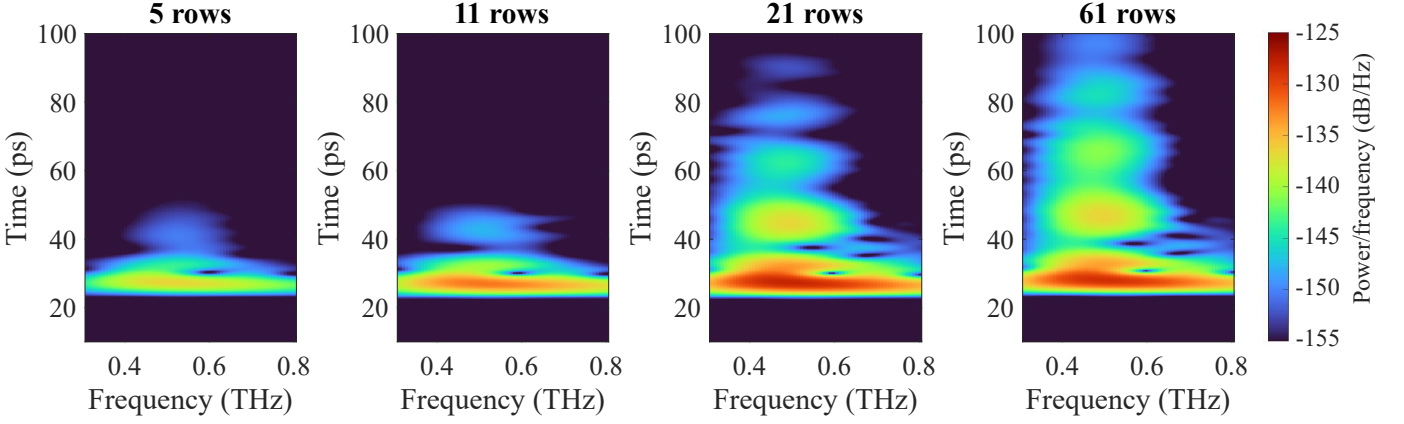 5 rows
100
80
60
40
20
0.4 0.6 0.8
Frequency (THz)
Time (ps)
11 rows
100
80
60
40
20
0.4 0.6 0.8
Frequency (THz)
Time (ps)
21 rows
100
80
60
40
20
0.4 0.6 0.8
Frequency (THz)
Time (ps)
61 rows
100
80
60
40
20
0.4 0.6 0.8
Frequency (THz)
Time (ps)
-125
-130
-135
-140
-145
-150
-155
Power/frequency (dB/Hz)